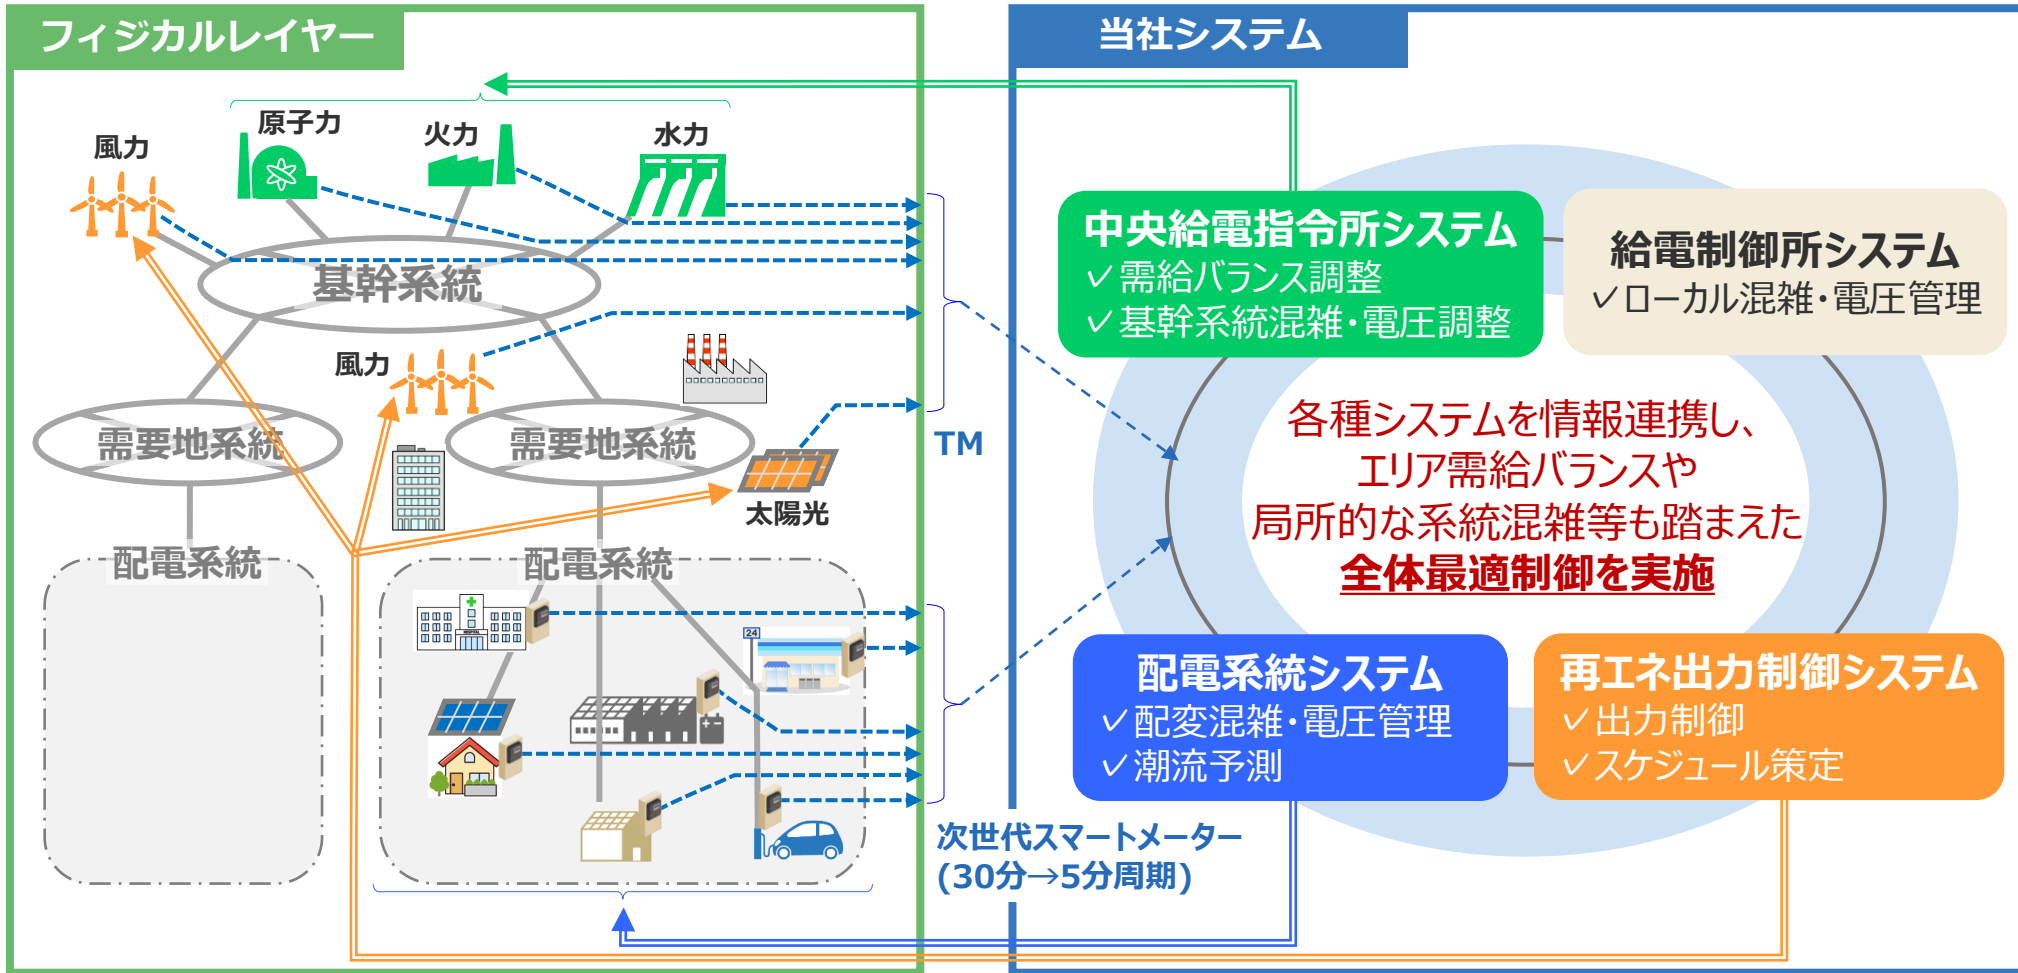 フィジカルレイヤー
当社システム
風力
原子力
火力
水力
基幹系統
風力
需要地系統
需要地系統
太陽光
TM
配電系統
配電系統
HOSPITAL
24
次世代スマートメーター
(30分→5分周期)
中央給電指令所システム
✓需給バランス調整
✓基幹系統混雑・電圧調整
給電制御所システム
✓ローカル混雑・電圧管理
各種システムを情報連携し、
エリア需給バランスや
局所的な系統混雑等も踏まえた
全体最適制御を実施
配電系統システム
✓配変混雑・電圧管理
✓潮流予測
再エネ出力制御システム
✓出力制御
✓スケジュール策定